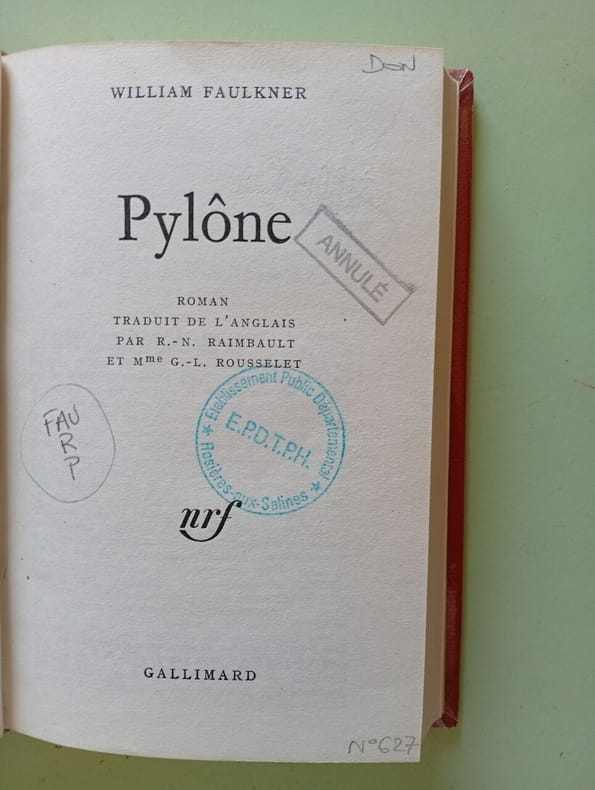 DON
WILLIAM FAULKNER
Pylône
ANNULÉ
ROMAN
TRADUIT DE L'ANGLAIS
PAR R.-N. RAIMBAULT
ET Mme G.-L. ROUSSELET
Etablissement Public Départemental
E.P.D.T.P.H.
★ Rosières-aux-Salines ★
FAU
R
P
nrf
GALLIMARD
N°627